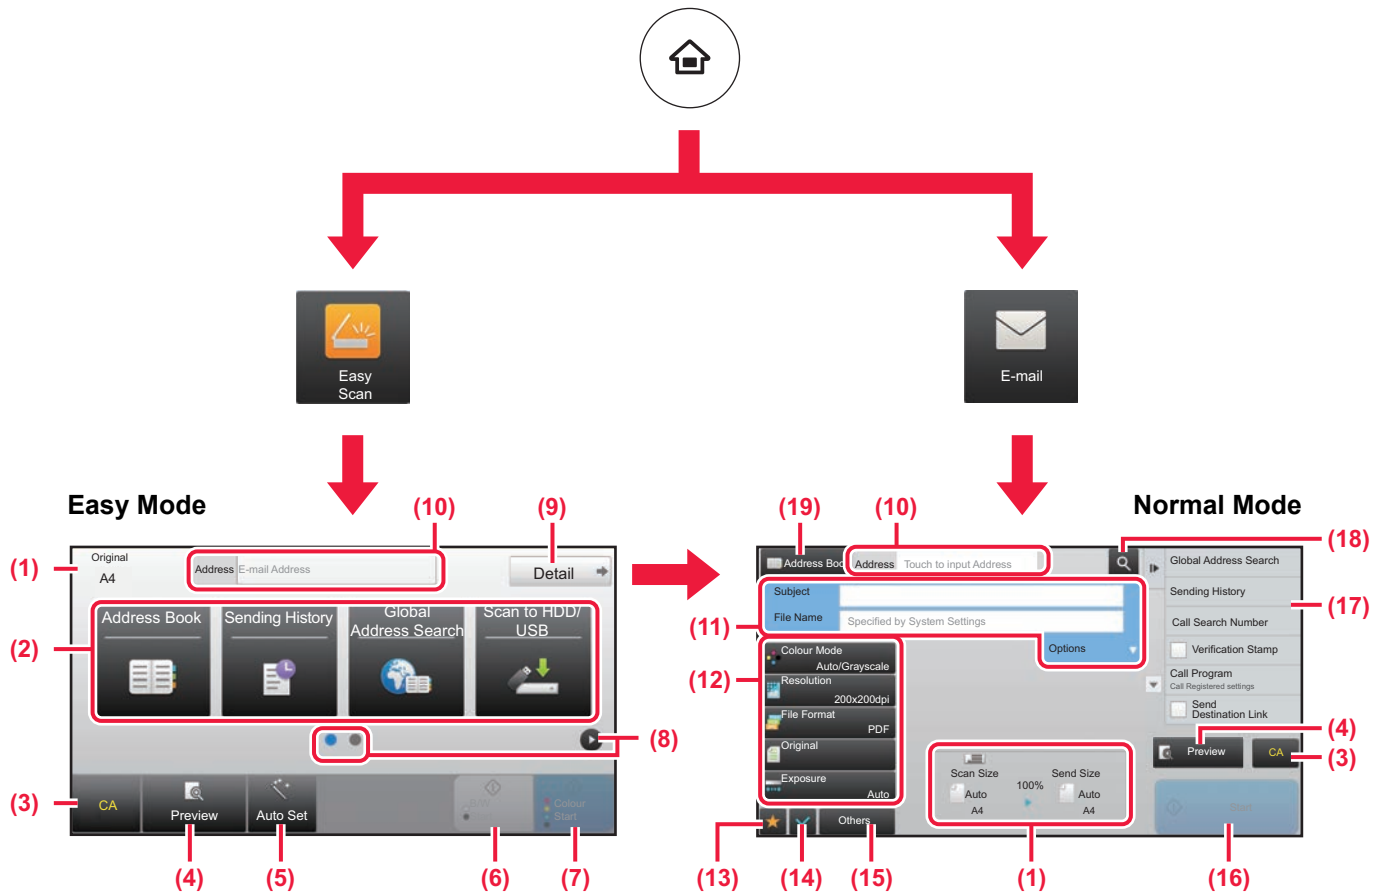 Easy
Scan
E-mail
Easy Mode
Normal Mode
(10)
(9)
(19)
(10)
(18)
(1)
Original
A4
Address
E-mail Address
Detail
(2)
Address Book
Sending History
Global
Address Search
Scan to HDD/
USB
(8)
(3)
CA
Preview
Auto Set
B/W
Start
Colour
Start
(4)
(5)
(6)
(7)
Address Boo
Address
Touch to input Address
Subject
File Name
Specified by System Settings
Options
(11)
(12)
Colour Mode
Auto/Grayscale
Resolution
200x200dpi
File Format
PDF
Original
Exposure
Auto
Others
Scan Size
Auto
A4
100%
Send Size
Auto
A4
Global Address Search
Sending History
Call Search Number
Verification Stamp
Call Program
Call Registered settings
Send
Destination Link
(17)
Preview
CA
(4)
(3)
Start
(13)
(14)
(15)
(1)
(16)